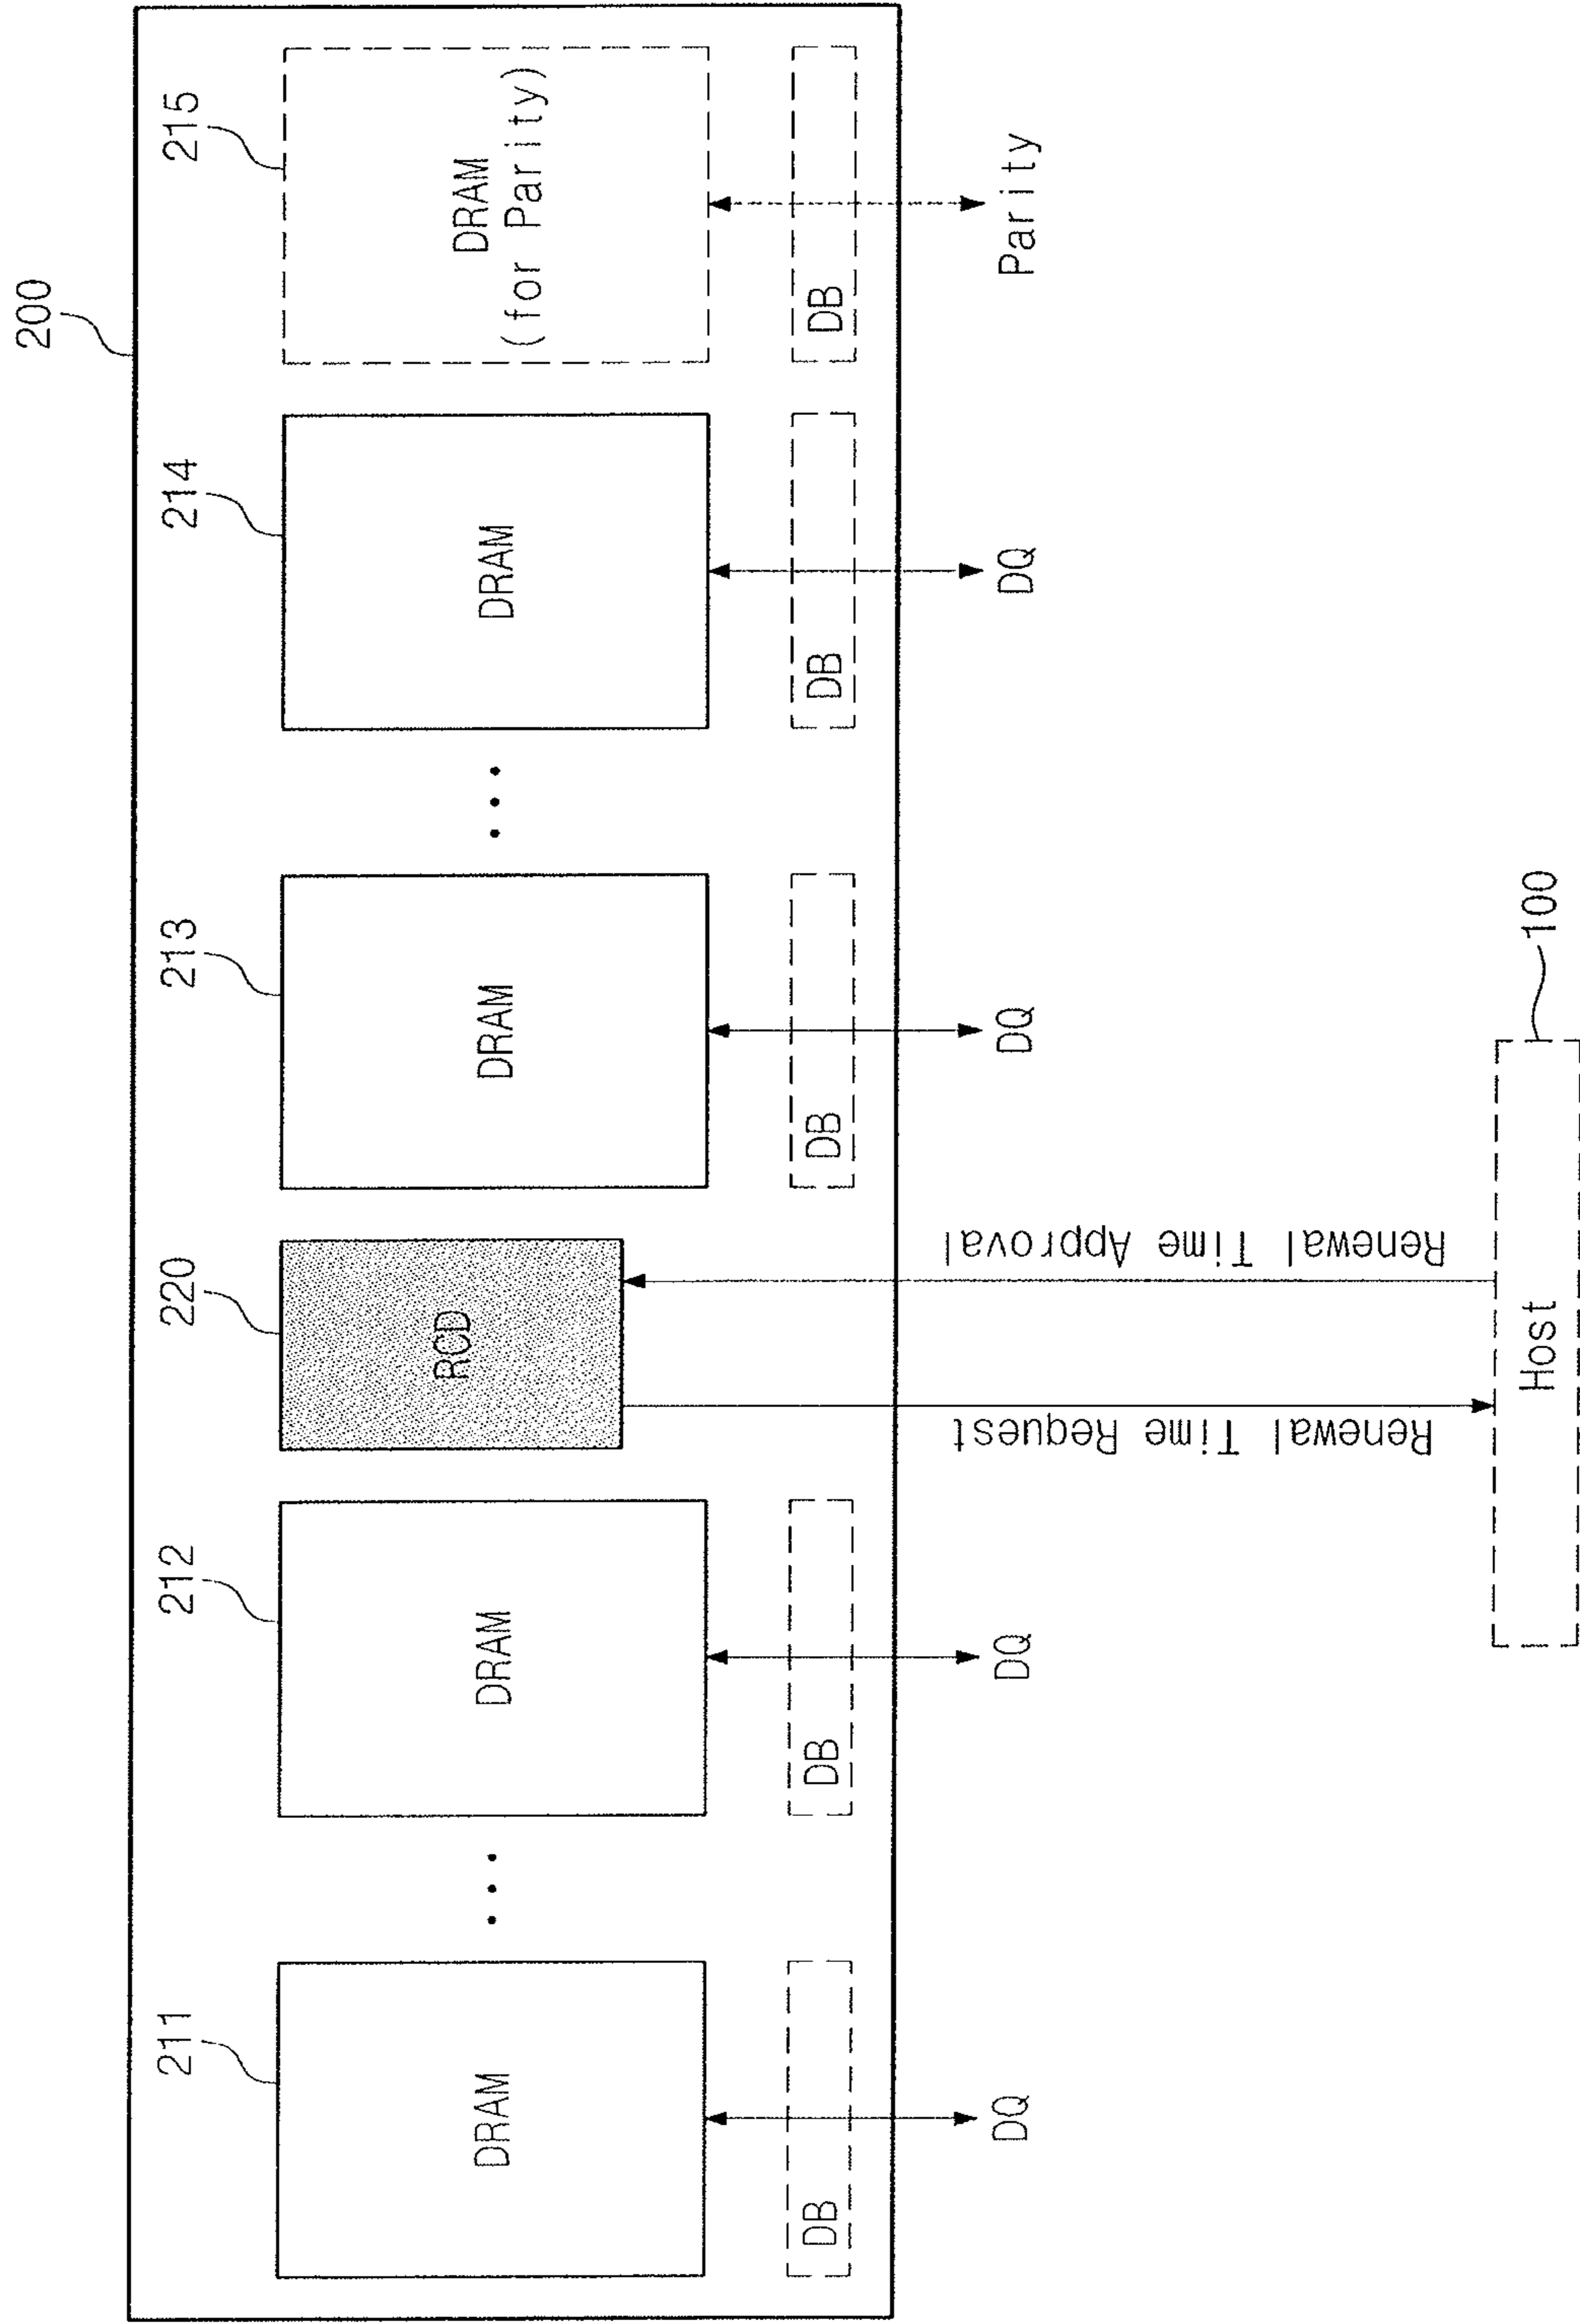 200
211
212
220
213
214
215
DRAM
DRAM
RCD
DRAM
DRAM
DRAM
(for Parity)
DB
DB
DB
DB
DB
DQ
DQ
DQ
DQ
Parity
Renewal Time Request
Renewal Time Approval
Host
100